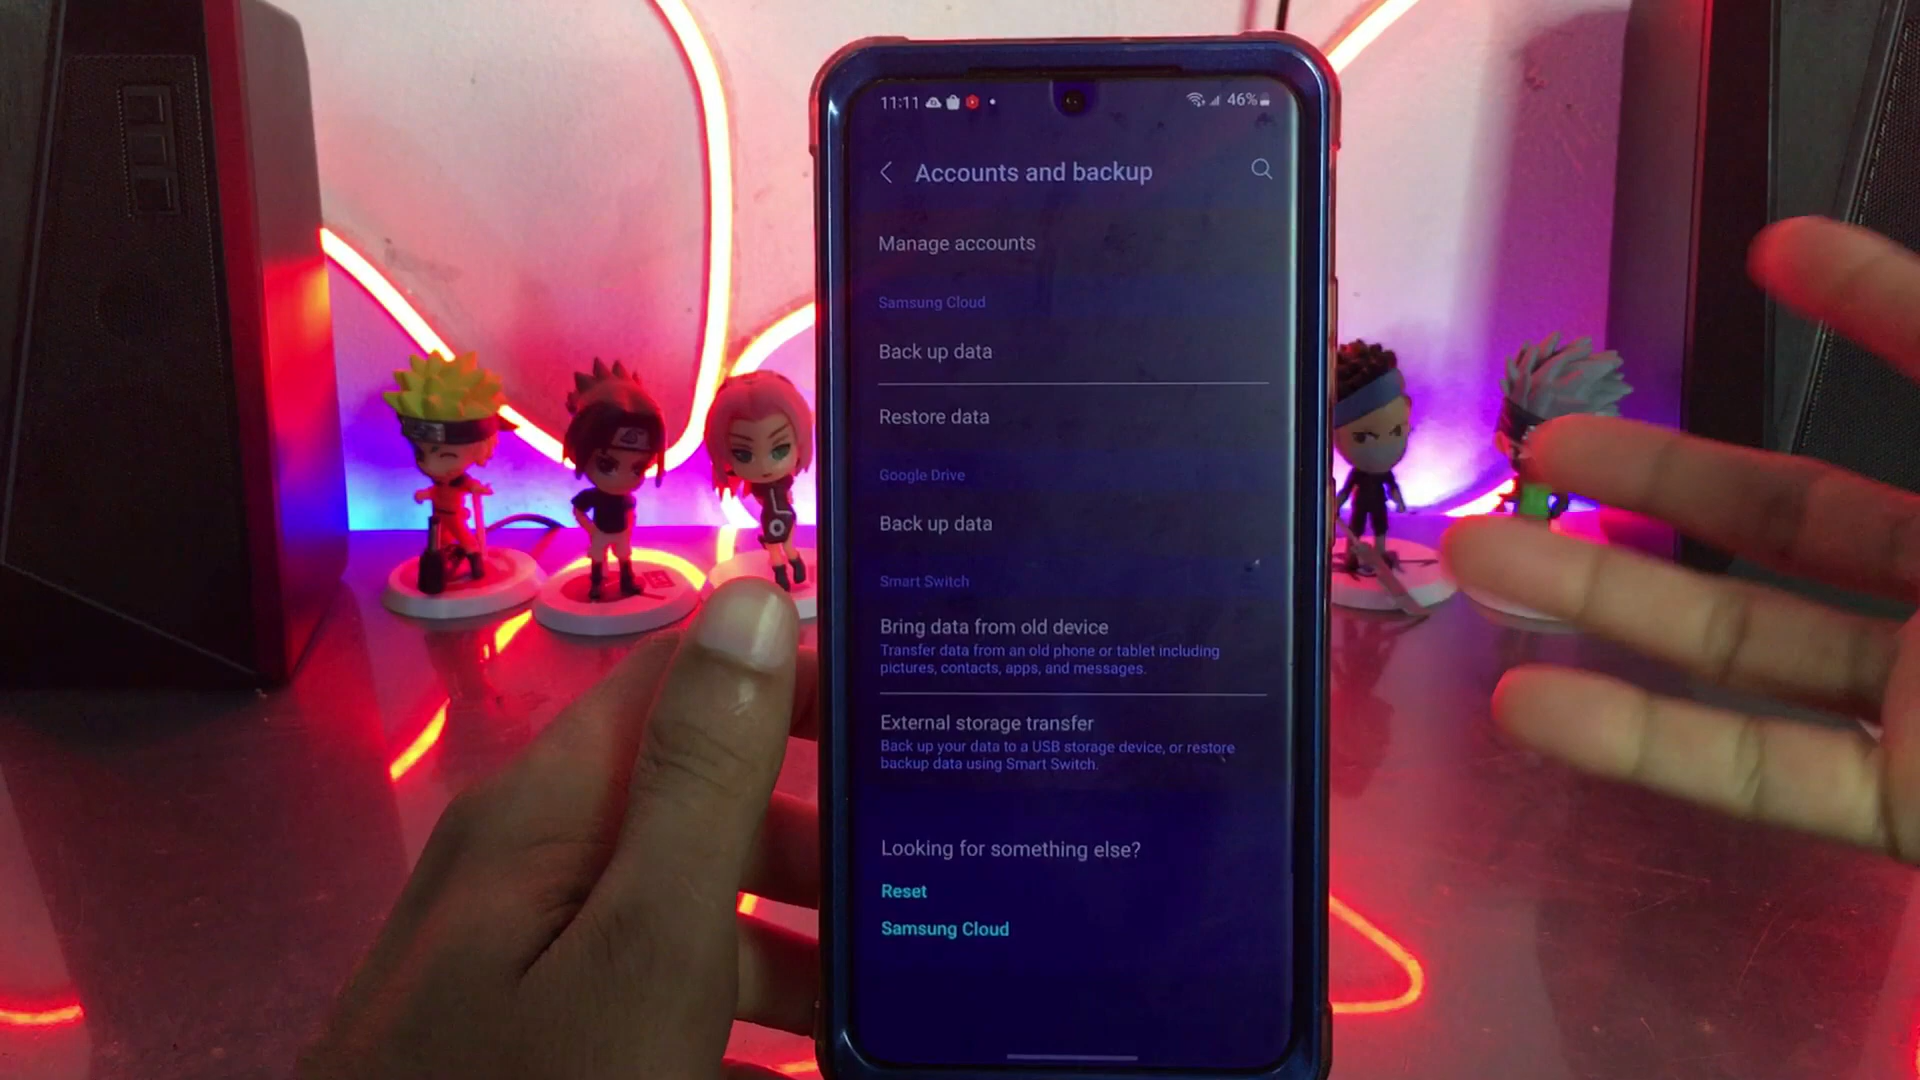 11:11
46%
Accounts and backup
Manage accounts
Samsung Cloud
Back up data
Restore data
Google Drive
Back up data
Smart Switch
Bring data from old device
Transfer data from an old phone or tablet including
pictures, contacts, apps, and messages.
External storage transfer
Back up your data to a USB storage device, or restore
backup data using Smart Switch.
Looking for something else?
Reset
Samsung Cloud